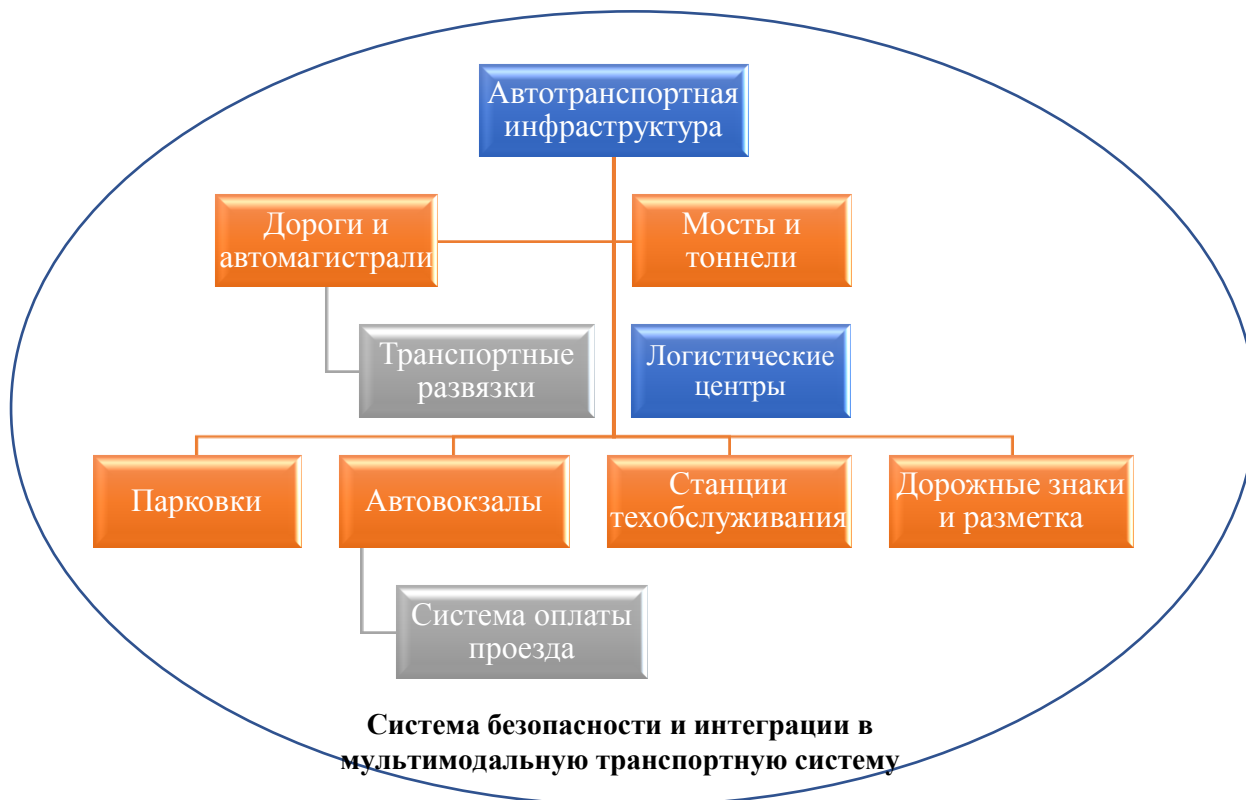 Автотранспортная
инфраструктура
Дороги и
автомагистрали
Мосты и
тоннели
Транспортные
развязки
Логистические
центры
Парковки
Автовокзалы
Станции
техобслуживания
Дорожные знаки
и разметка
Система оплаты
проезда
Система безопасности и интеграции в
мультимодальную транспортную систему